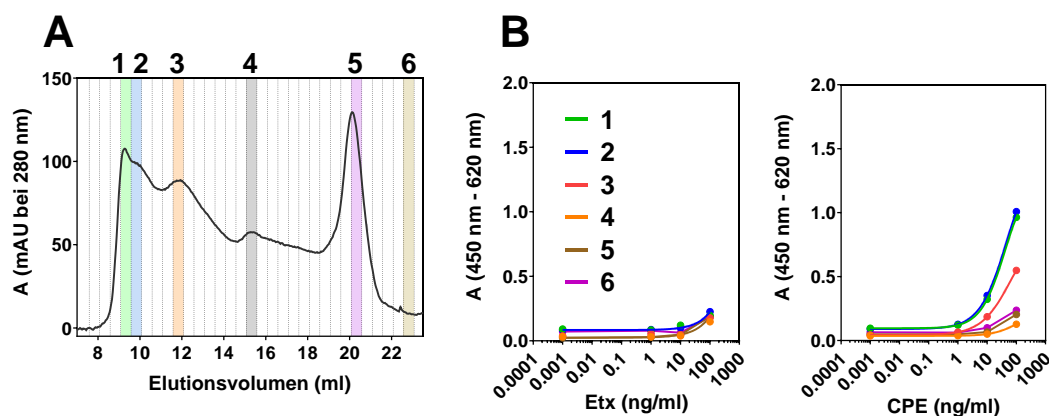 A
1 2 3 4 5 6
150
100
50
0
A (mAU bei 280 nm)
8 10 12 14 16 18 20 22
Elutionsvolumen (ml)
B
2.0
1.5
1.0
0.5
0.0
A (450 nm - 620 nm)
1
2
3
4
5
6
0.0001 0.001 0.01 0.1 1 10 100 1000
Etx (ng/ml)
2.0
1.5
1.0
0.5
0.0
A (450 nm - 620 nm)
0.0001 0.001 0.01 0.1 1 10 100 1000
CPE (ng/ml)